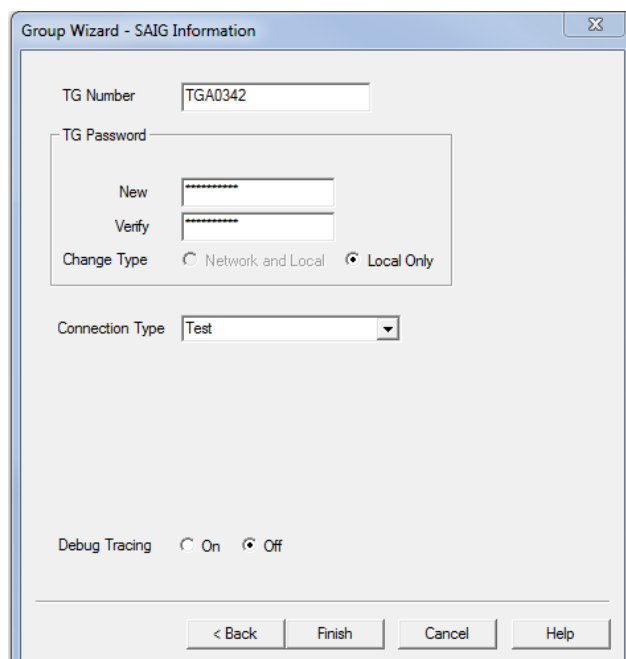 Group Wizard - SAIG Information
TG Number TGA0342
TG Password
New **********
Verify **********
Change Type Network and Local Local Only
Connection Type Test
Debug Tracing On Off
< Back Finish Cancel Help